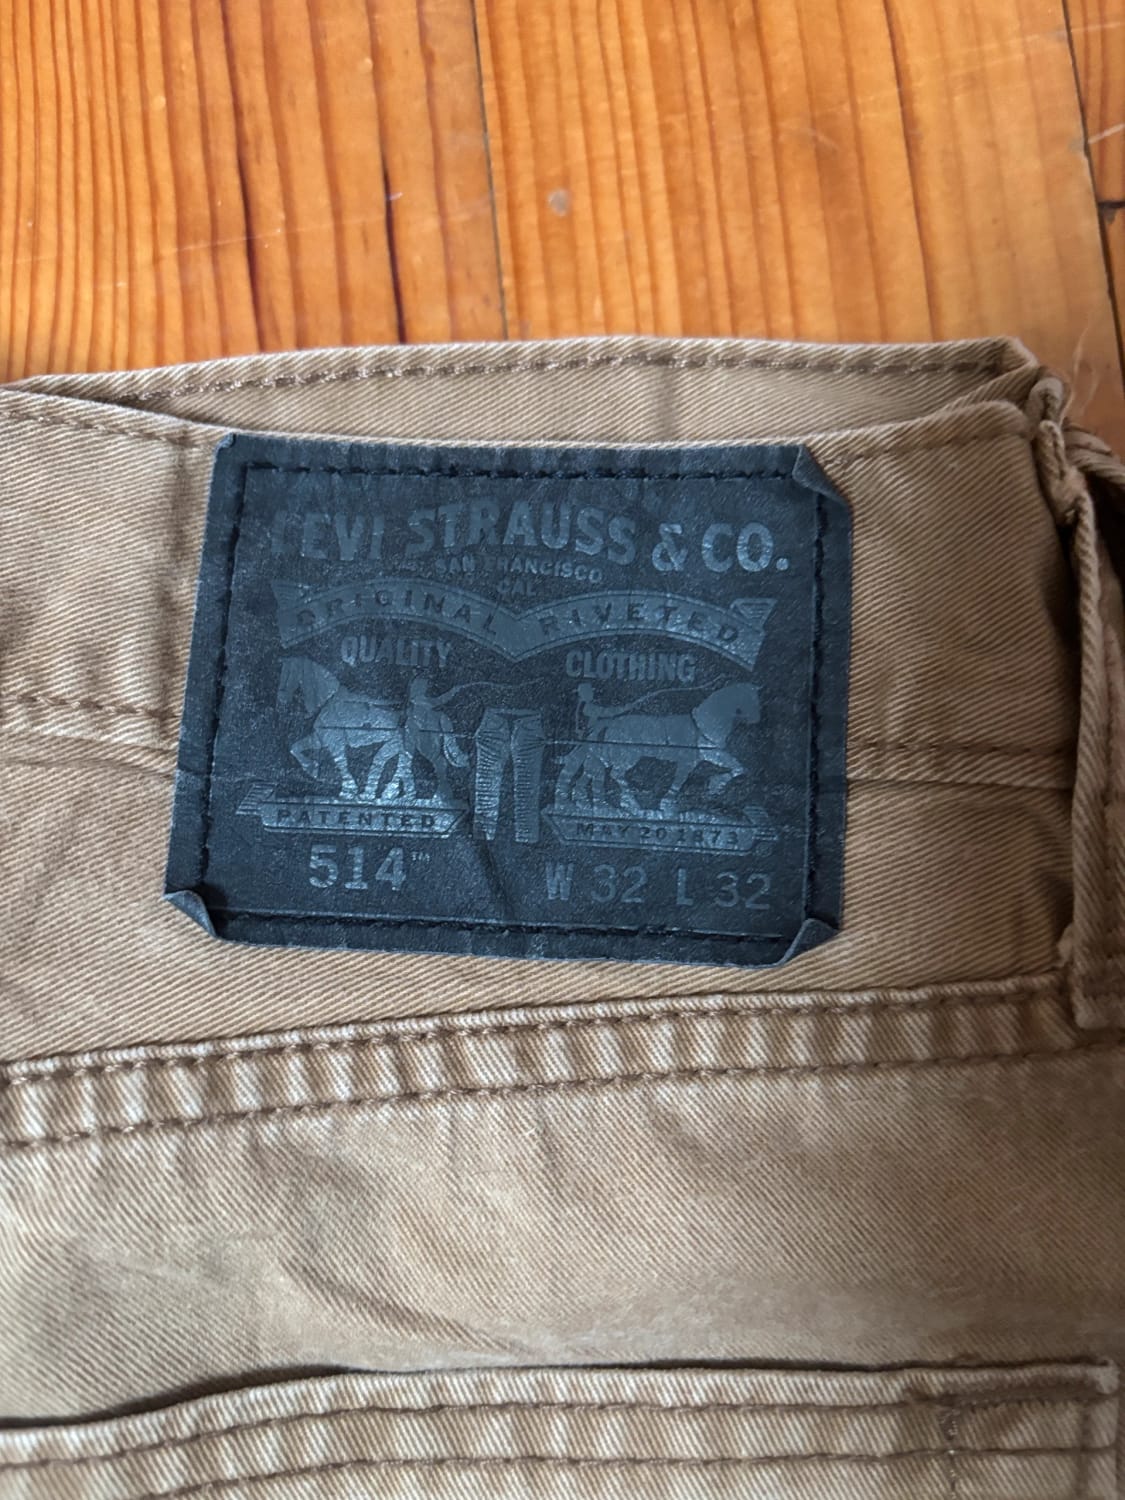 LEVI STRAUSS & CO.
SAN FRANCISCO
CAL
ORIGINAL RIVETED
QUALITY CLOTHING
PATENTED MAY 20 1873
514™ W 32 L 32